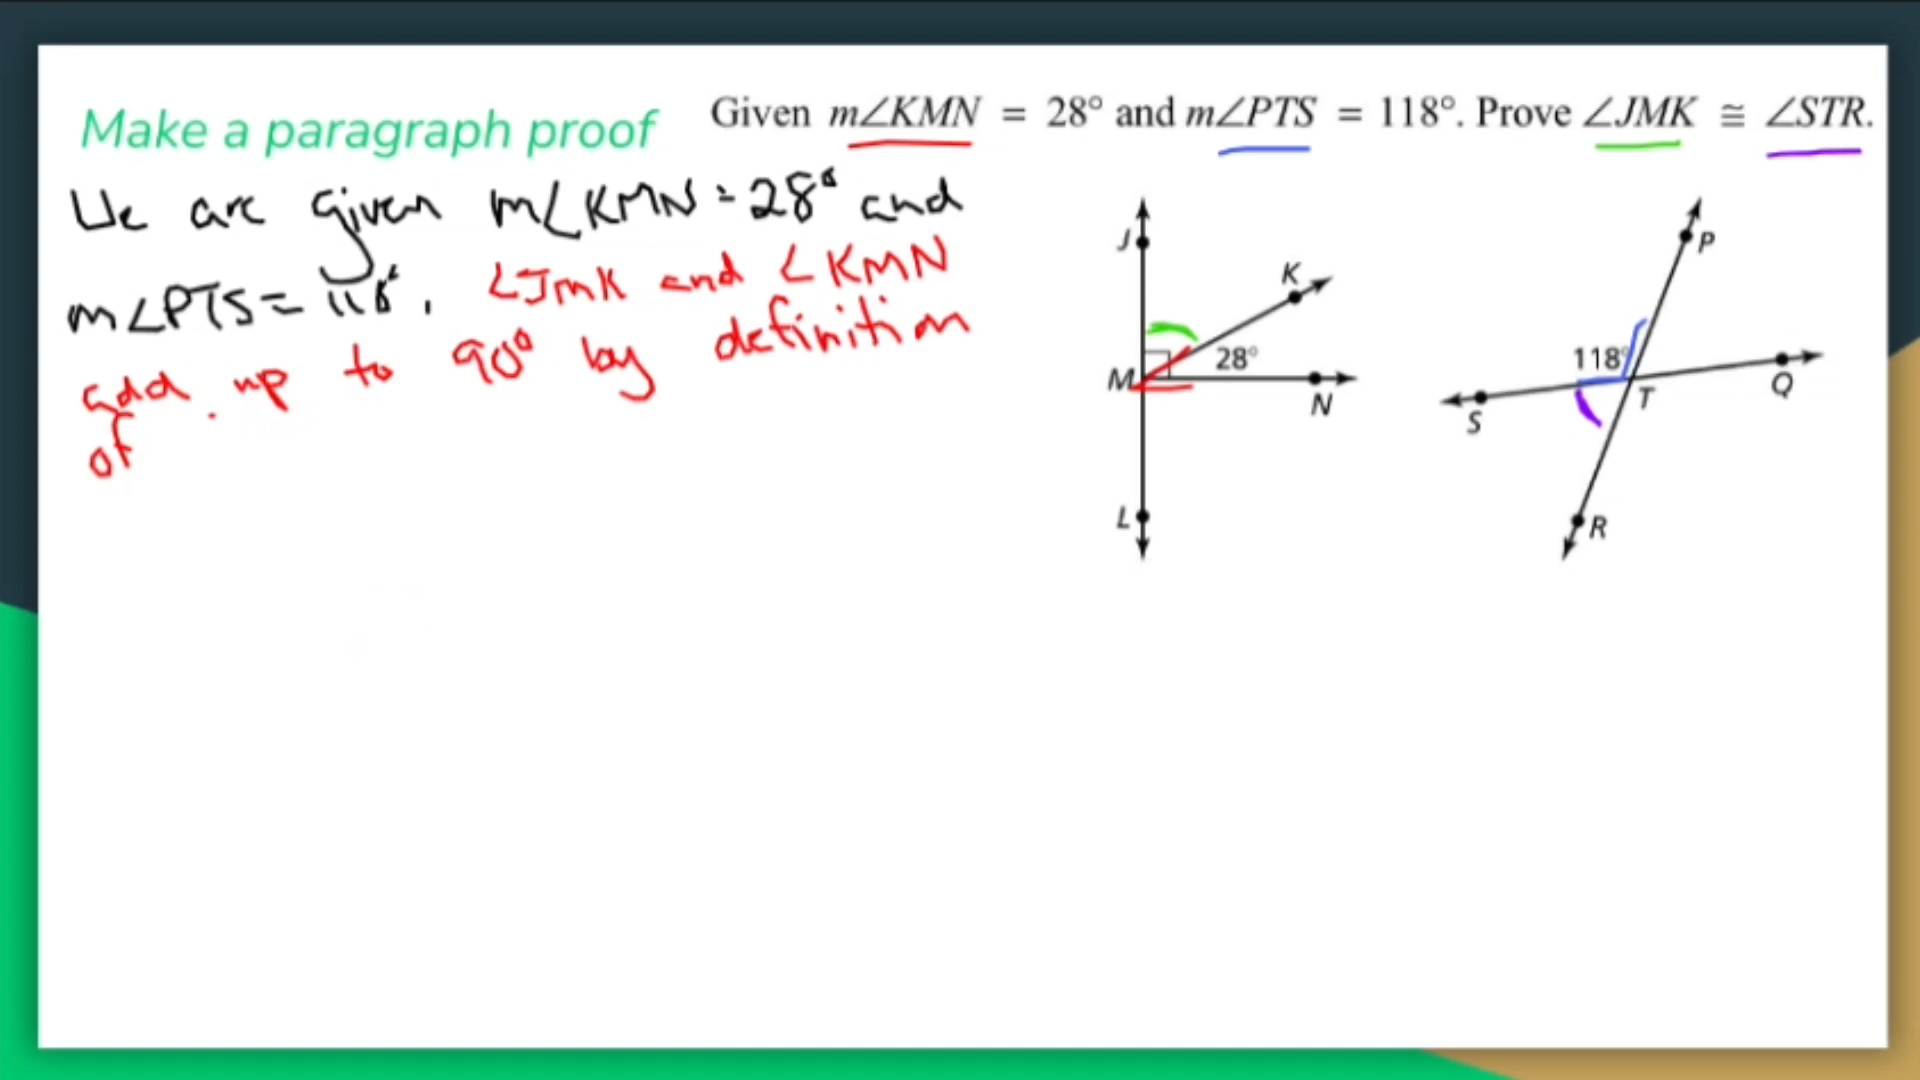 Make a paragraph proof
Given m∠KMN = 28° and m∠PTS = 118°. Prove ∠JMK ≅ ∠STR.
We are given m∠KMN = 28° and
m∠PTS = 118°. ∠JMK and ∠KMN
add up to 90° by definition
of
J
K
M
28°
N
L
P
118°
T
Q
S
R